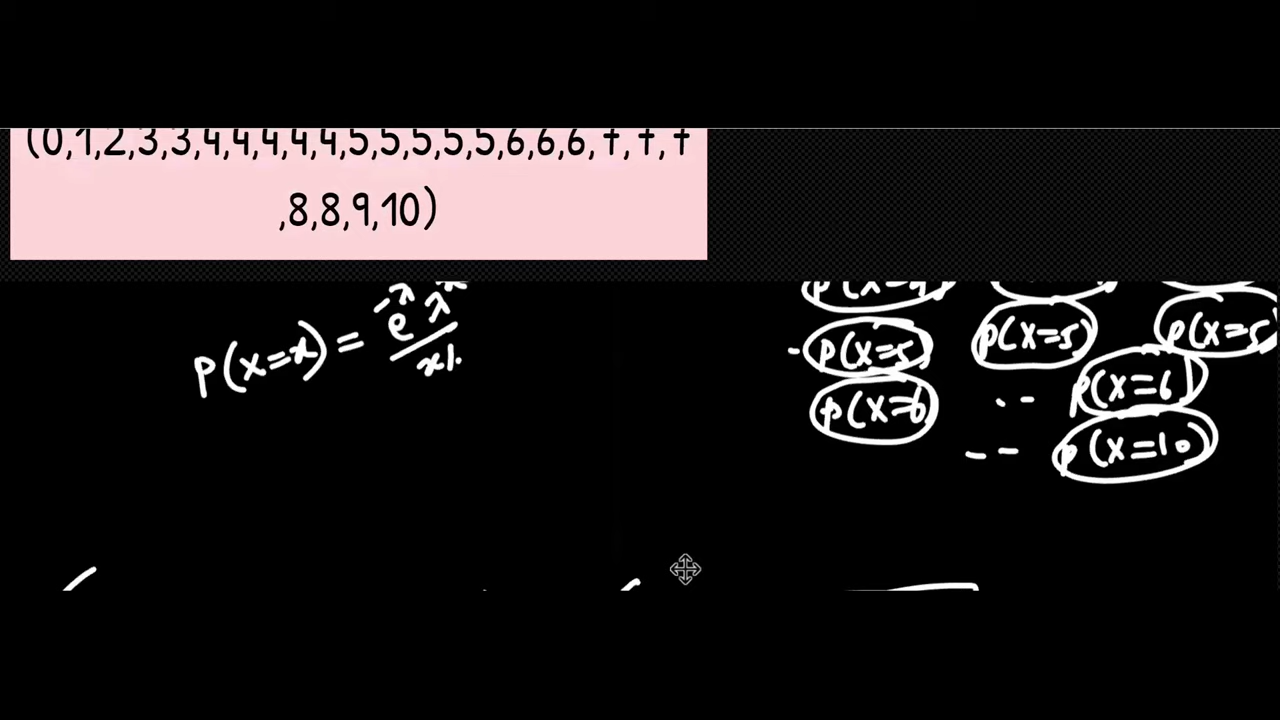 (0,1,2,3,3,4,4,4,4,4,5,5,5,5,5,6,6,6,7,7,7
,8,8,9,10)
P(X=x) = e^-λ λ^x / x!
P(X=4)
P(X=5) P(X=5) P(X=5)
P(X=6) -- P(X=6)
-- P(X=10)